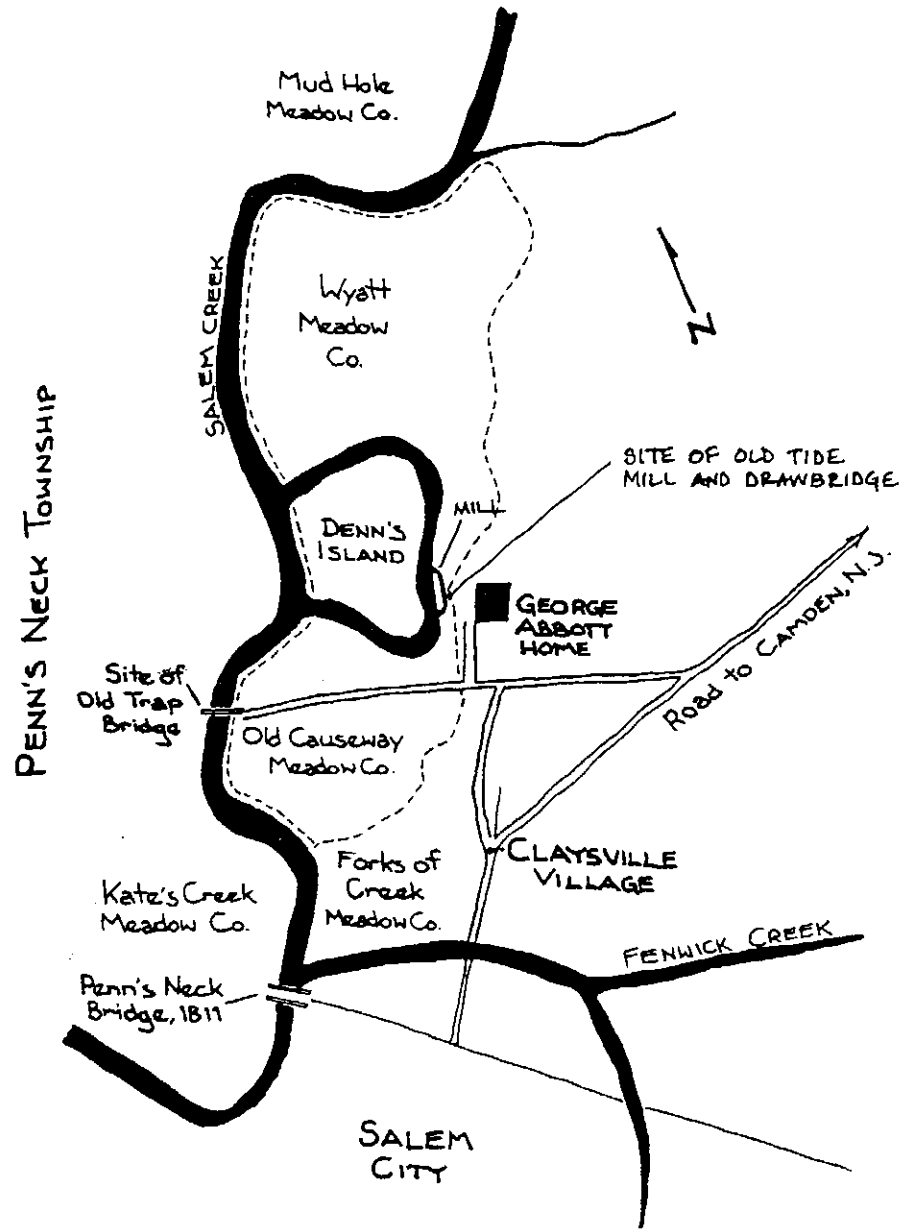 Mud Hole
Meadow Co.
SALEM CREEK
Wyatt
Meadow
Co.
N
PENN'S NECK TOWNSHIP
SITE OF OLD TIDE
MILL AND DRAWBRIDGE
MILL
DENN'S
ISLAND
GEORGE
ABBOTT
HOME
Road to CAMDEN, N.J.
Site of
Old Trap
Bridge
Old Causeway
Meadow Co.
CLAYSVILLE
VILLAGE
Forks of
Creek
Meadow Co.
Kate's Creek
Meadow Co.
FENWICK CREEK
Penn's Neck
Bridge, 1811
SALEM
CITY